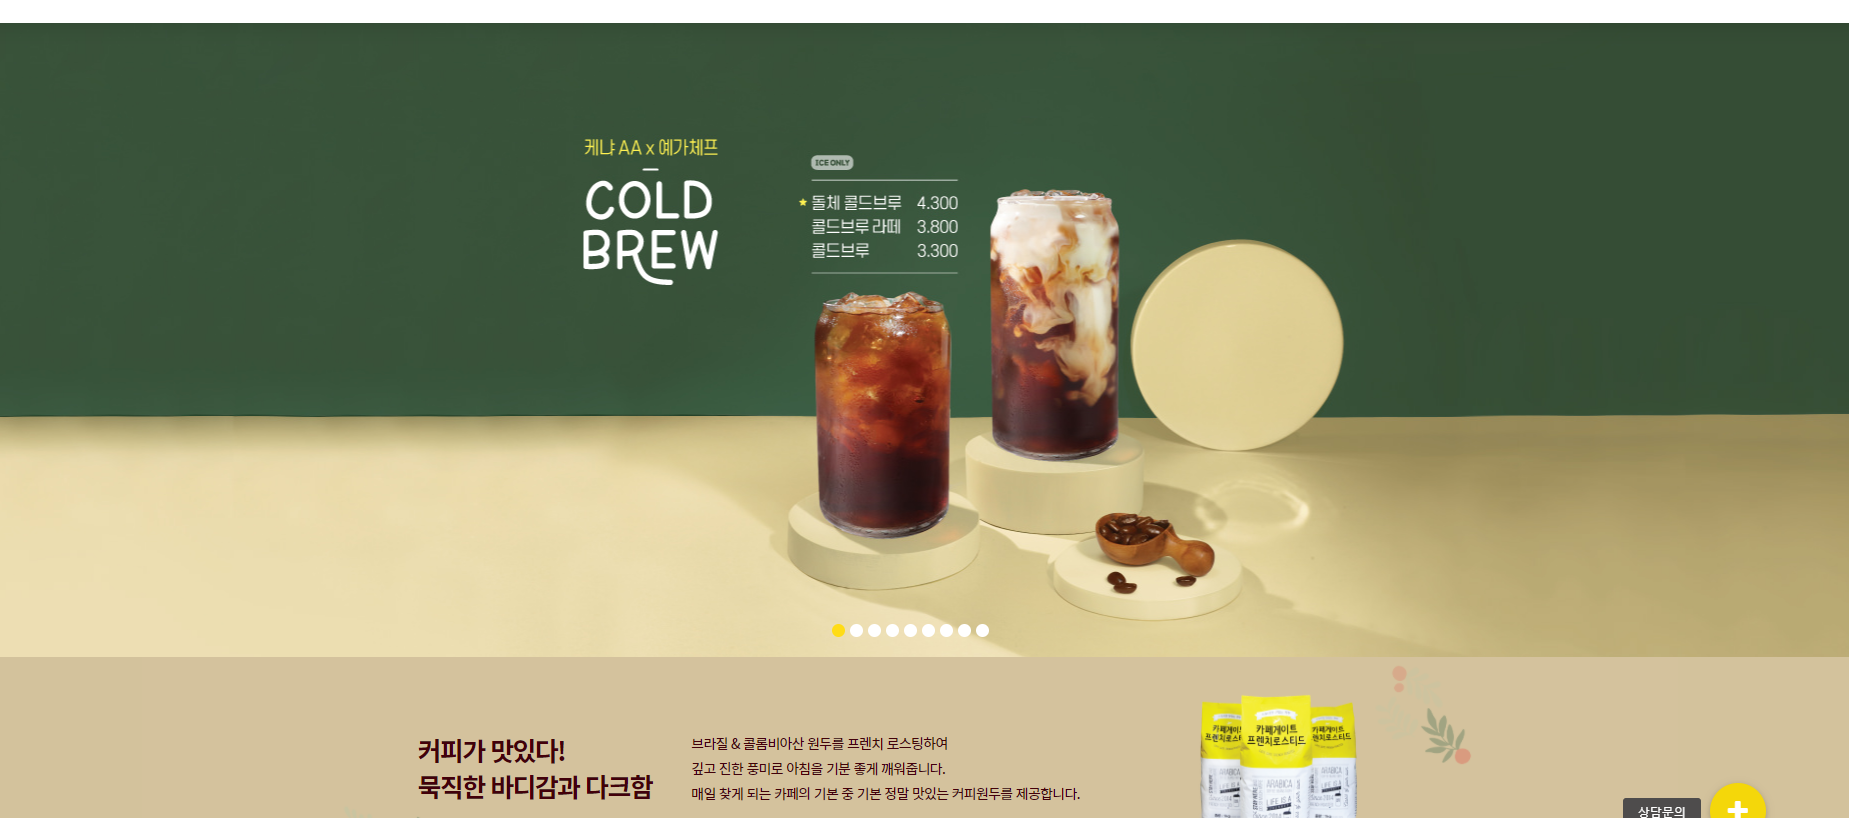 케냐 AA x 예가체프
COLD
BREW
ICE ONLY
돌체 콜드브루 4.300
콜드브루 라떼 3.800
콜드브루 3.300
커피가 맛있다!
묵직한 바디감과 다크함
브라질 & 콜롬비아산 원두를 프렌치 로스팅하여
깊고 진한 풍미로 아침을 기분 좋게 깨워줍니다.
매일 찾게 되는 카페의 기본 중 기본 정말 맛있는 커피원두를 제공합니다.
카페게이트
프렌치로스티드
ARABICA
LIFE IS A
상담문의